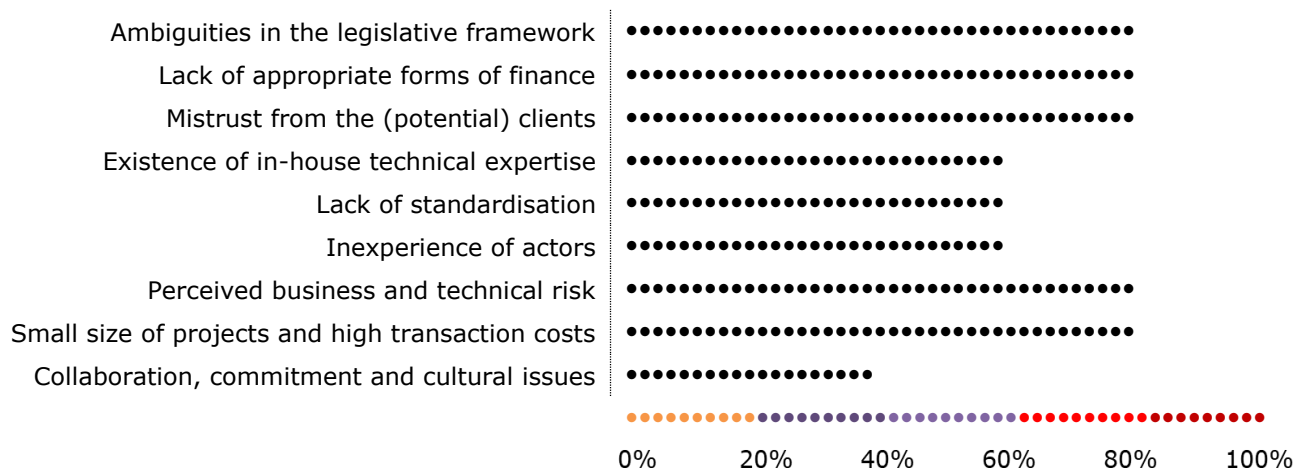 Ambiguities in the legislative framework
Lack of appropriate forms of finance
Mistrust from the (potential) clients
Existence of in-house technical expertise
Lack of standardisation
Inexperience of actors
Perceived business and technical risk
Small size of projects and high transaction costs
Collaboration, commitment and cultural issues
0% 20% 40% 60% 80% 100%